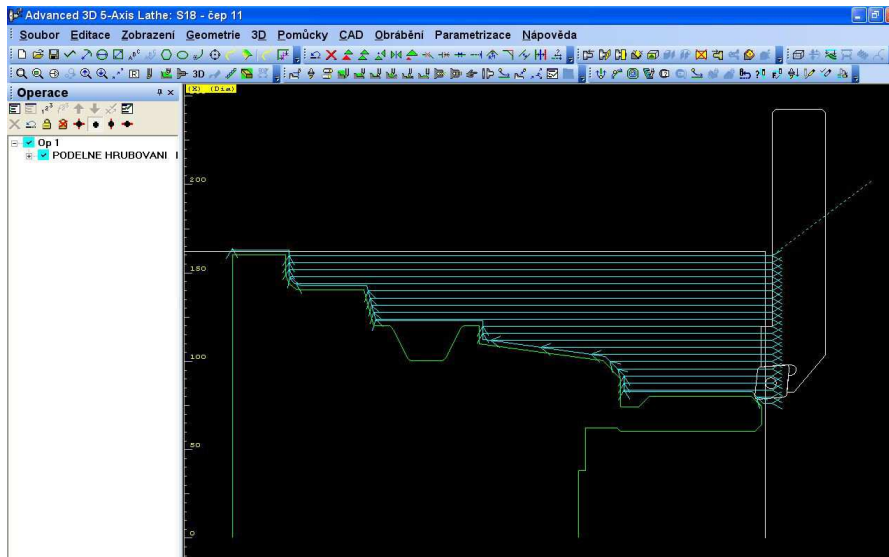 Advanced 3D 5-Axis Lathe: S18 - čep 11
Soubor Editace Zobrazení Geometrie 3D Pomůcky CAD Obrábění Parametrizace Nápověda
3D
Operace
(X) (Dia)
Op 1
PODELNE HRUBOVANI I
200
150
100
50
0